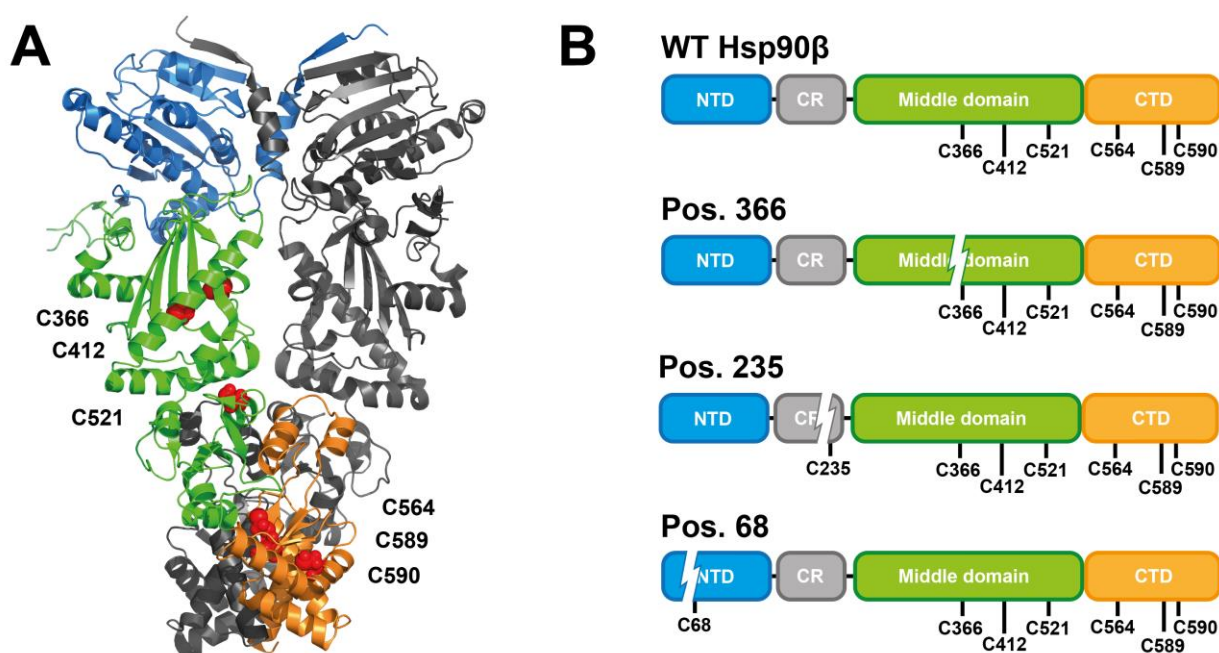 A
C366
C412
C521
C564
C589
C590
B
WT Hsp90β
NTD CR Middle domain CTD
C366 C412 C521 C564 C589 C590
Pos. 366
NTD CR Middle domain CTD
C366 C412 C521 C564 C589 C590
Pos. 235
NTD CR Middle domain CTD
C235 C366 C412 C521 C564 C589 C590
Pos. 68
NTD CR Middle domain CTD
C68 C366 C412 C521 C564 C589 C590